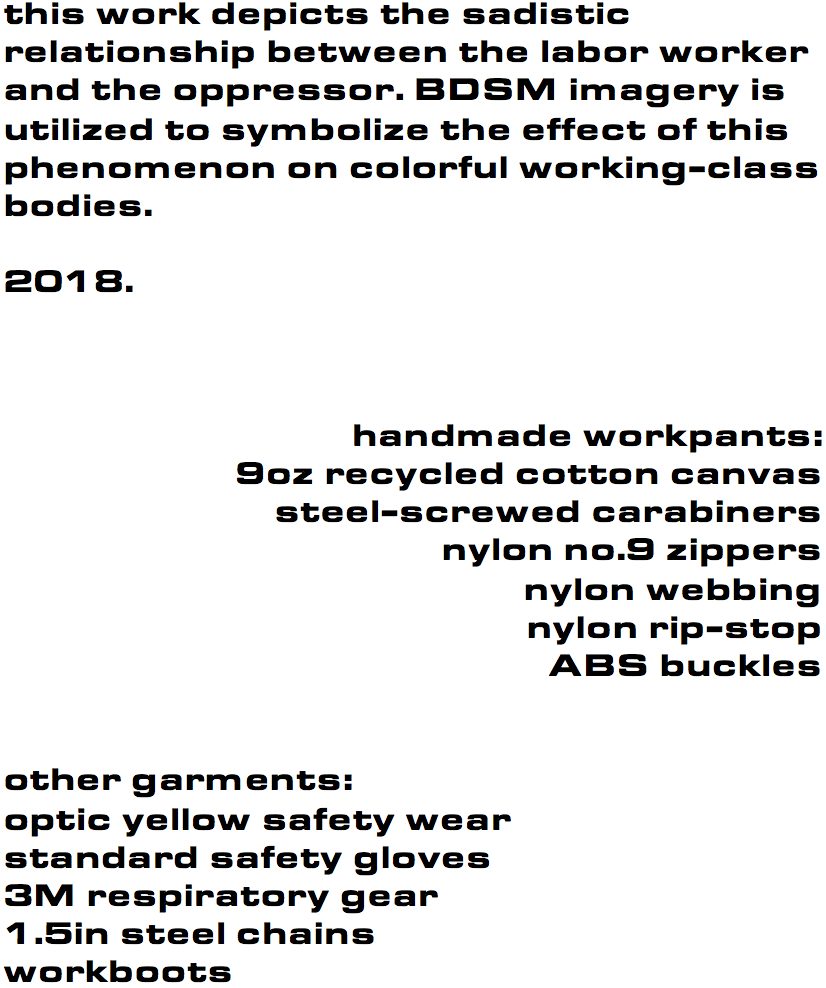 this work depicts the sadistic
relationship between the labor worker
and the oppressor. BDSM imagery is
utilized to symbolize the effect of this
phenomenon on colorful working-class
bodies.
2018.
handmade workpants:
9oz recycled cotton canvas
steel-screwed carabiners
nylon no.9 zippers
nylon webbing
nylon rip-stop
ABS buckles
other garments:
optic yellow safety wear
standard safety gloves
3M respiratory gear
1.5in steel chains
workboots